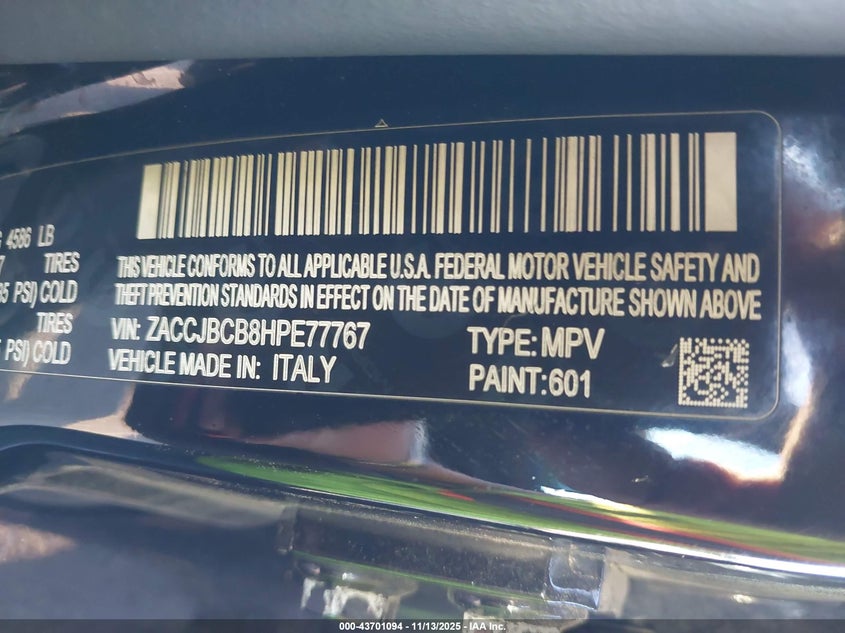 4586 LB
TIRES
PSI) COLD
TIRES
PSI) COLD
THIS VEHICLE CONFORMS TO ALL APPLICABLE U.S.A. FEDERAL MOTOR VEHICLE SAFETY AND
THEFT PREVENTION STANDARDS IN EFFECT ON THE DATE OF MANUFACTURE SHOWN ABOVE
VIN: ZACCJBCB8HPE77767 TYPE: MPV
VEHICLE MADE IN: ITALY PAINT:601
000-43701094 - 11/13/2025 - IAA Inc.